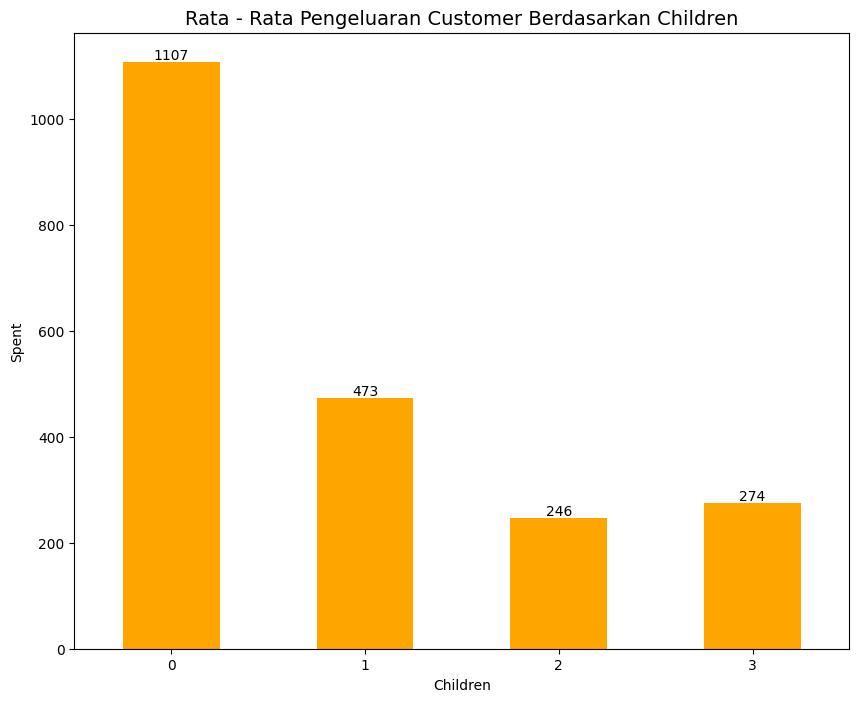 Rata - Rata Pengeluaran Customer Berdasarkan Children
1107
1000
800
600
473
400
246
274
200
0
Spent
0 1 2 3
Children